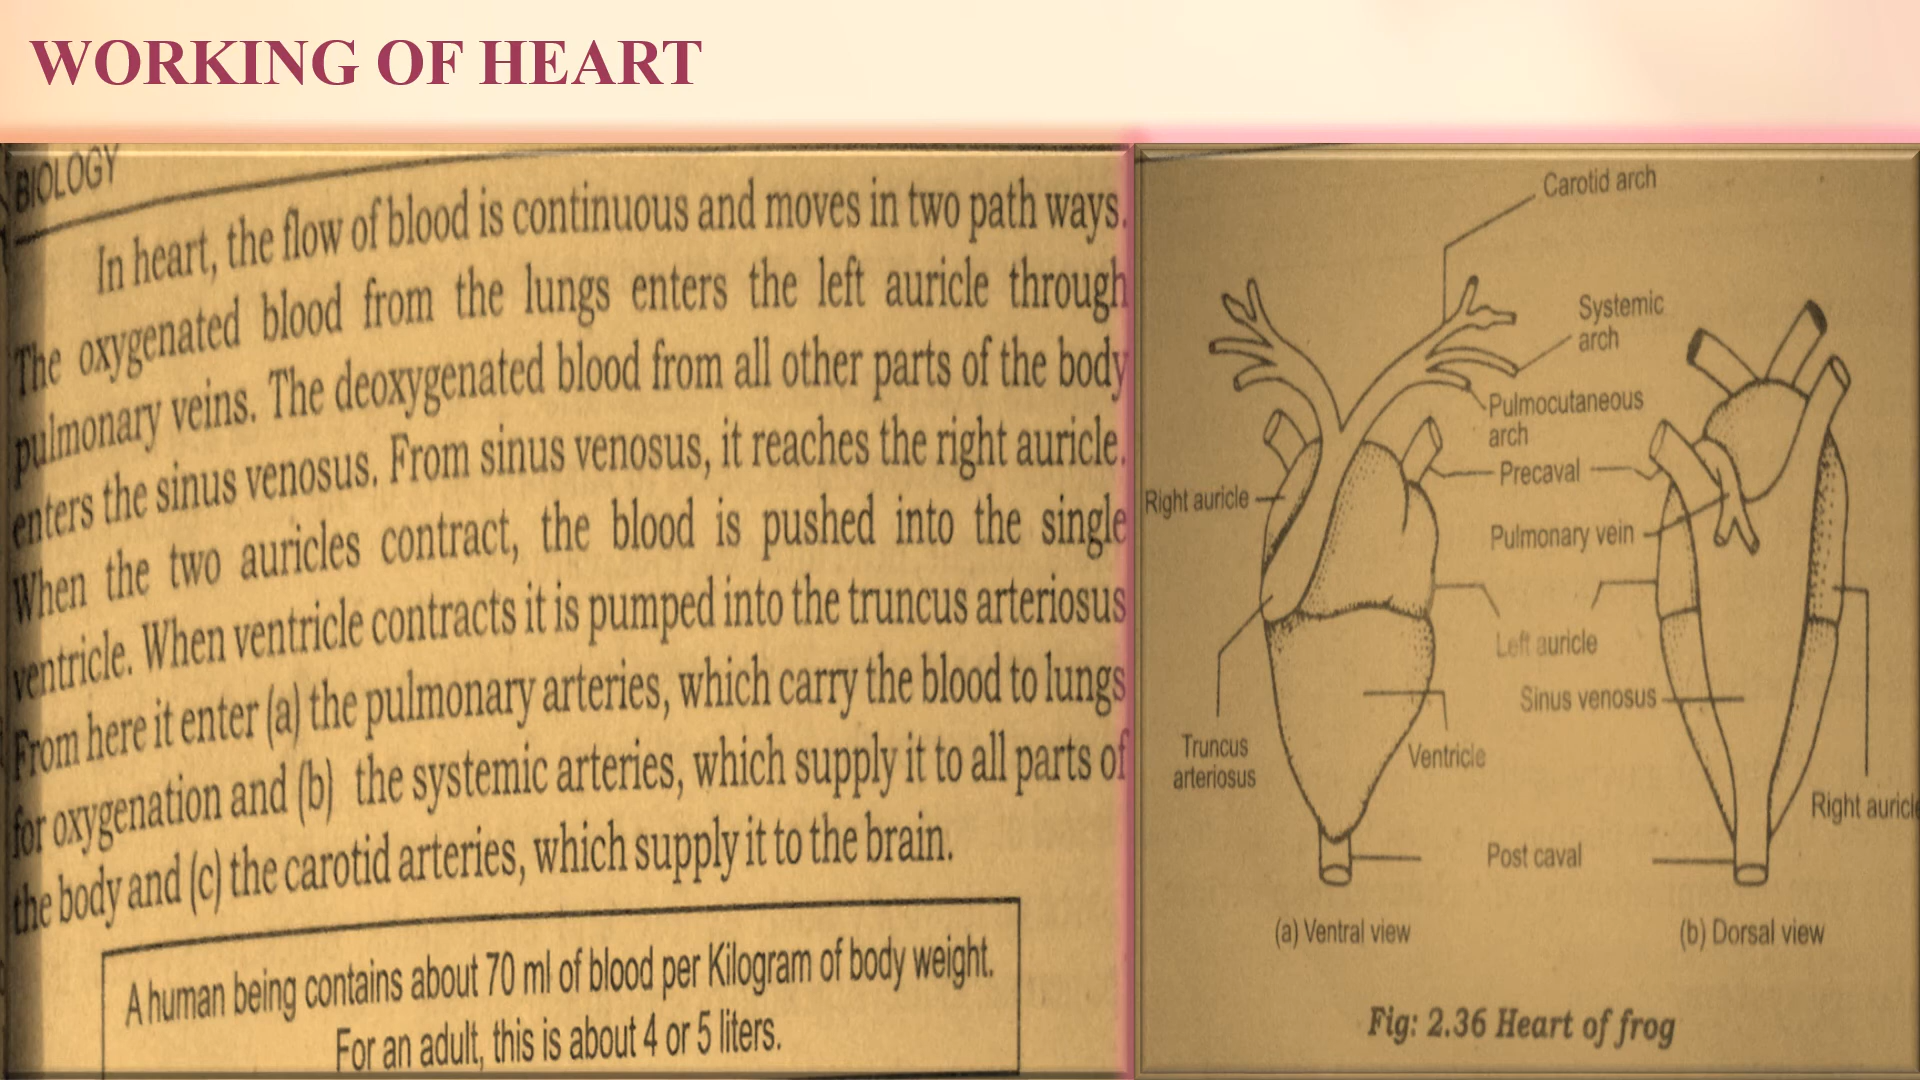 WORKING OF HEART
BIOLOGY
In heart, the flow of blood is continuous and moves in two path ways.
The oxygenated blood from the lungs enters the left auricle through
pulmonary veins. The deoxygenated blood from all other parts of the body
enters the sinus venosus. From sinus venosus, it reaches the right auricle.
When the two auricles contract, the blood is pushed into the single
ventricle. When ventricle contracts it is pumped into the truncus arteriosus
From here it enter (a) the pulmonary arteries, which carry the blood to lungs
for oxygenation and (b) the systemic arteries, which supply it to all parts of
the body and (c) the carotid arteries, which supply it to the brain.
A human being contains about 70 ml of blood per Kilogram of body weight.
For an adult, this is about 4 or 5 liters.
Carotid arch
Systemic
arch
Pulmocutaneous
arch
Precaval
Right auricle
Pulmonary vein
Left auricle
Sinus venosus
Truncus
arteriosus
Ventricle
Right auricle
Post caval
(a) Ventral view
(b) Dorsal view
Fig: 2.36 Heart of frog